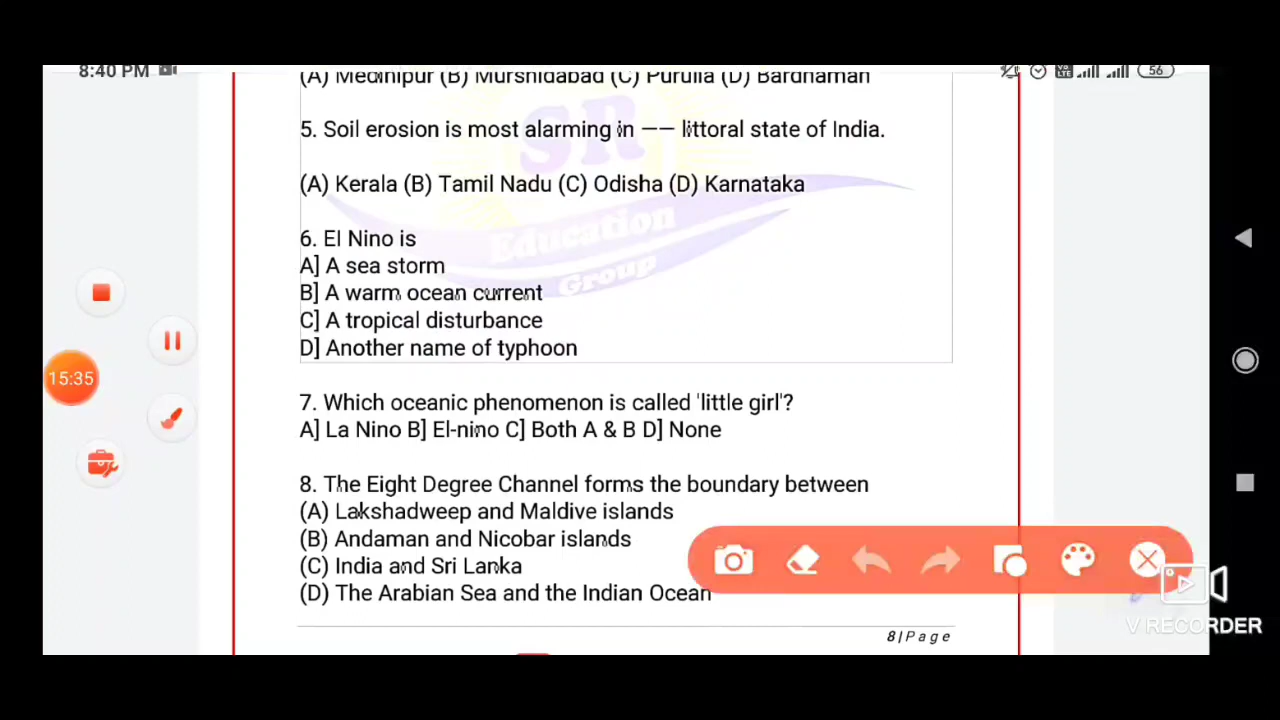 8:40 PM
56
(A) Medinipur (B) Murshidabad (C) Purulia (D) Bardhaman
5. Soil erosion is most alarming in —— littoral state of India.
(A) Kerala (B) Tamil Nadu (C) Odisha (D) Karnataka
SR
Education
Group
6. El Nino is
A] A sea storm
B] A warm ocean current
C] A tropical disturbance
D] Another name of typhoon
15:35
7. Which oceanic phenomenon is called 'little girl'?
A] La Nino B] El-nino C] Both A & B D] None
8. The Eight Degree Channel forms the boundary between
(A) Lakshadweep and Maldive islands
(B) Andaman and Nicobar islands
(C) India and Sri Lanka
(D) The Arabian Sea and the Indian Ocean
8|Page
V RECORDER